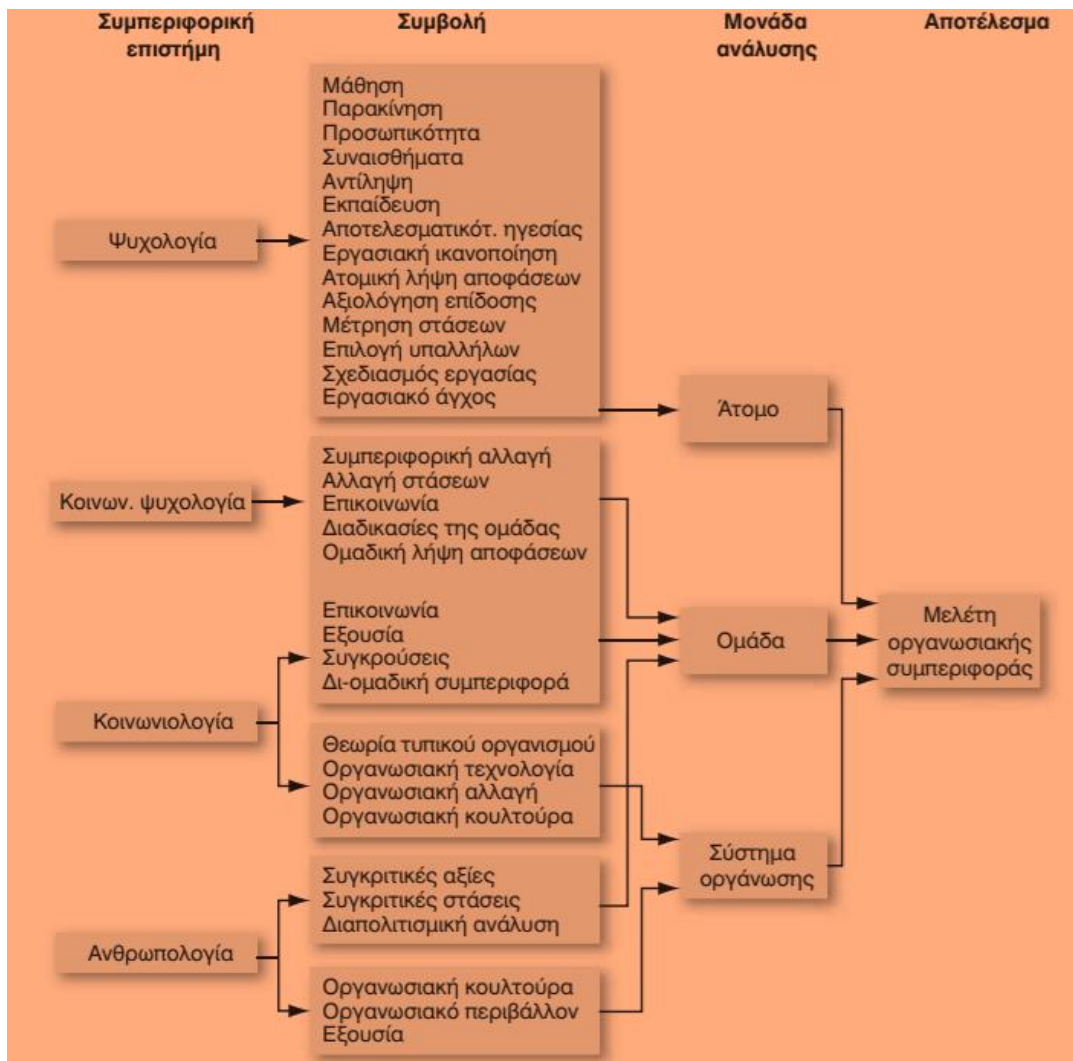 Συμπεριφορική
επιστήμη
Συμβολή
Μονάδα
ανάλυσης
Αποτέλεσμα
Ψυχολογία
Μάθηση
Παρακίνηση
Προσωπικότητα
Συναισθήματα
Αντίληψη
Εκπαίδευση
Αποτελεσματικότ. ηγεσίας
Εργασιακή ικανοποίηση
Ατομική λήψη αποφάσεων
Αξιολόγηση επίδοσης
Μέτρηση στάσεων
Επιλογή υπαλλήλων
Σχεδιασμός εργασίας
Εργασιακό άγχος
Άτομο
Κοινων. ψυχολογία
Συμπεριφορική αλλαγή
Αλλαγή στάσεων
Επικοινωνία
Διαδικασίες της ομάδας
Ομαδική λήψη αποφάσεων
Επικοινωνία
Εξουσία
Συγκρούσεις
Δι-ομαδική συμπεριφορά
Ομάδα
Μελέτη
οργανωσιακής
συμπεριφοράς
Κοινωνιολογία
Θεωρία τυπικού οργανισμού
Οργανωσιακή τεχνολογία
Οργανωσιακή αλλαγή
Οργανωσιακή κουλτούρα
Σύστημα
οργάνωσης
Ανθρωπολογία
Συγκριτικές αξίες
Συγκριτικές στάσεις
Διαπολιτισμική ανάλυση
Οργανωσιακή κουλτούρα
Οργανωσιακό περιβάλλον
Εξουσία